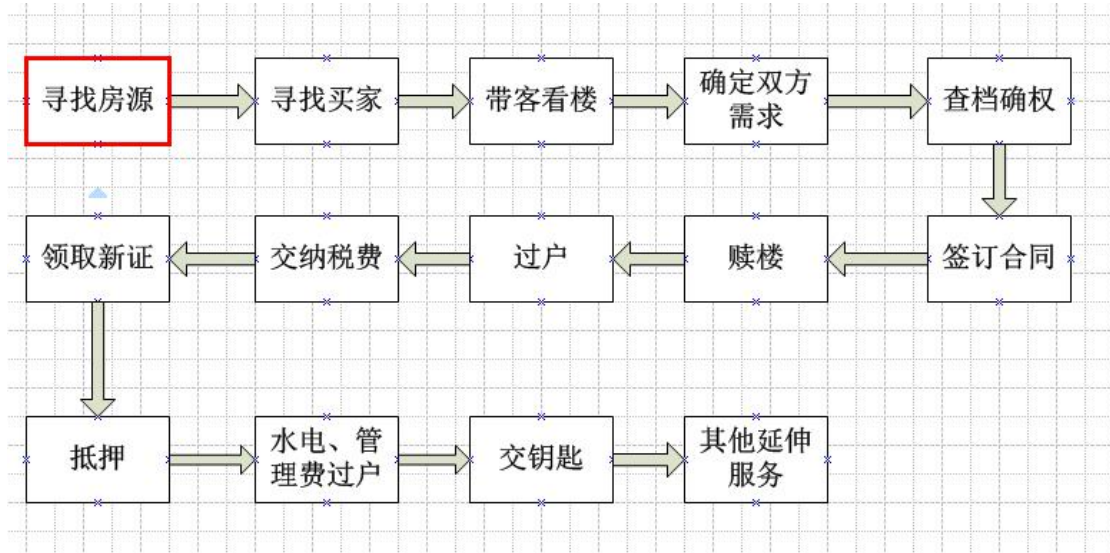 寻找房源
寻找买家
带客看楼
确定双方
需求
查档确权
签订合同
赎楼
过户
交纳税费
领取新证
抵押
水电、管
理费过户
交钥匙
其他延伸
服务